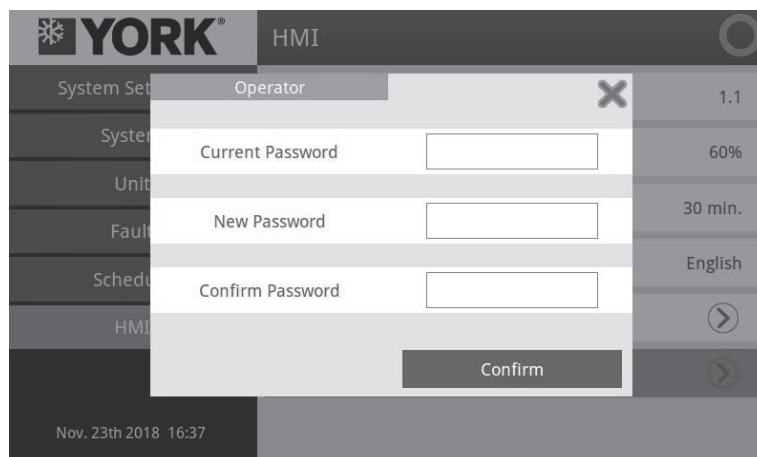 YORK®
HMI
System Set
Operator
1.1
System
Current Password
60%
Unit
New Password
30 min.
Fault
English
Schedu
Confirm Password
HMI
Confirm
Nov. 23th 2018 16:37